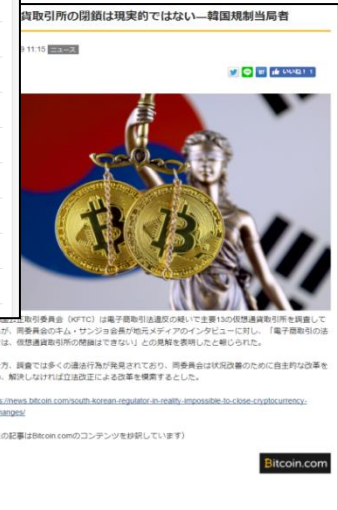 貨取引所の閉鎖は現実的ではない―韓国規制当局者
11:15 ニュース
いいね! 1
公正取引委員会（KFTC）は電子商取引法違反の疑いで主要13の仮想通貨取引所を調査して
が、同委員会のキム・サンジョ会長が地元メディアのインタビューに対し、「電子商取引の法
は、仮想通貨取引所の閉鎖はできない」との見解を表明したと報じられた。
方、調査では多くの違法行為が発見されており、同委員会は状況改善のために自主的な改革を
、解決しなければ立法改正による改革を模索するとした。
://news.bitcoin.com/south-korean-regulator-in-reality-impossible-to-close-cryptocurrency-
hanges/
の記事はBitcoin.comのコンテンツを抄訳しています）
Bitcoin.com